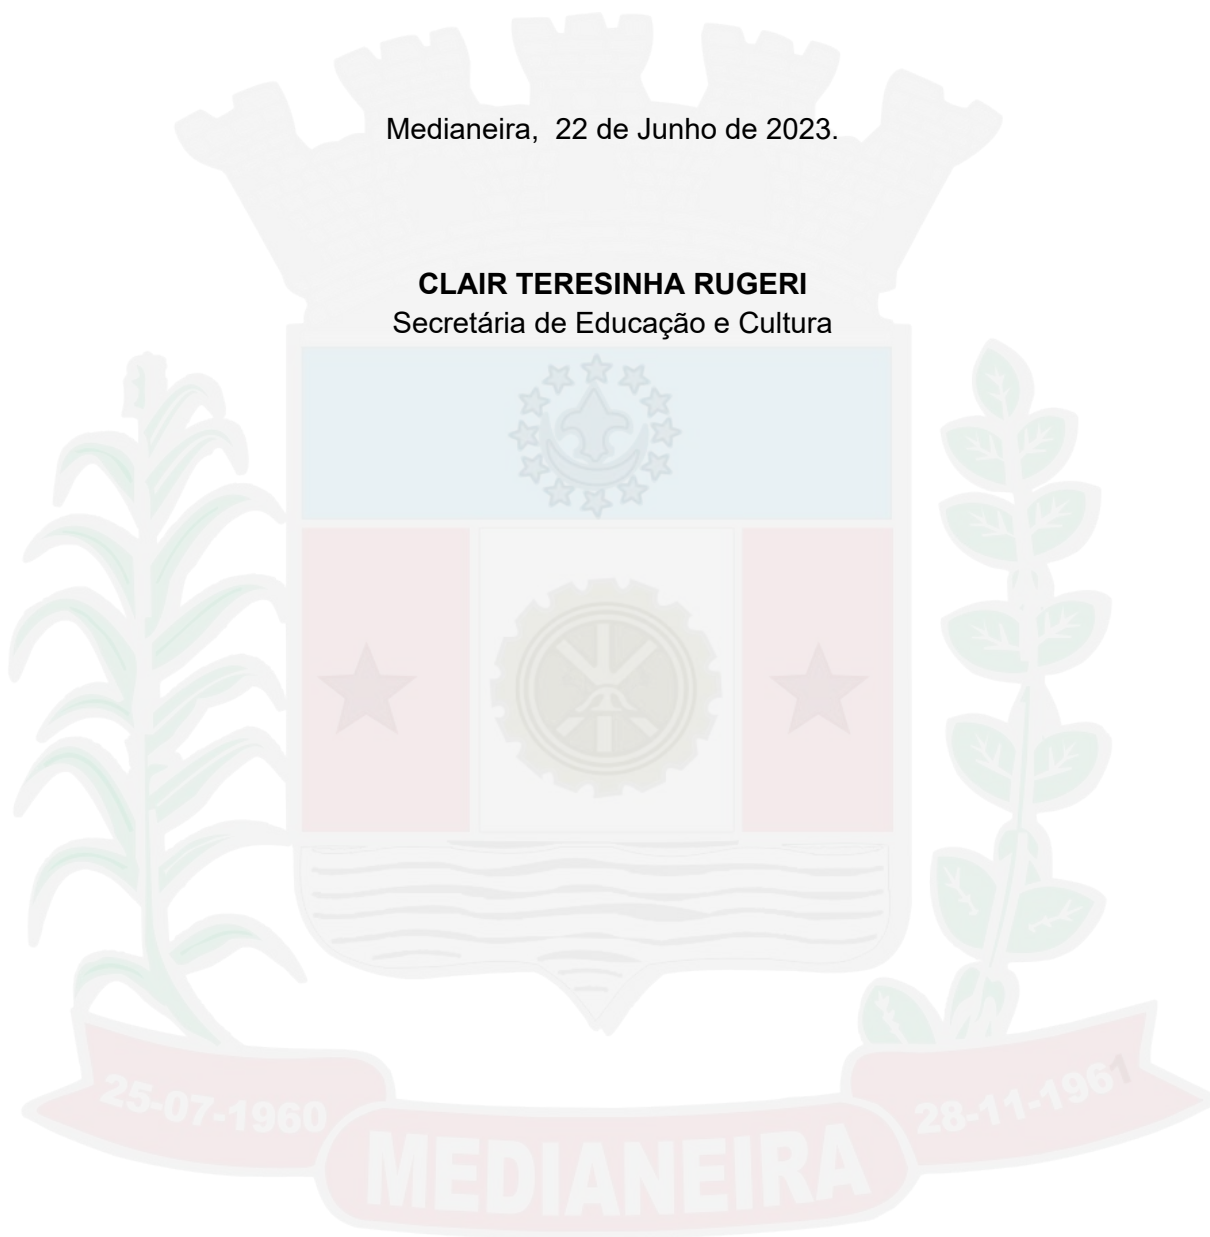 Medianeira,  22 de Junho de 2023.
CLAIR TERESINHA RUGERI
Secretária de Educação e Cultura
25-07-1960
28-11-1961
MEDIANEIRA